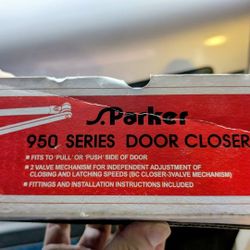 S.Parker
950 SERIES DOOR CLOSER
■ FITS TO 'PULL' OR 'PUSH' SIDE OF DOOR
■ 2 VALVE MECHANISM FOR INDEPENDENT ADJUSTMENT OF
CLOSING AND LATCHING SPEEDS (BC CLOSER-3VALVE MECHANISM)
■ FITTINGS AND INSTALLATION INSTRUCTIONS INCLUDED